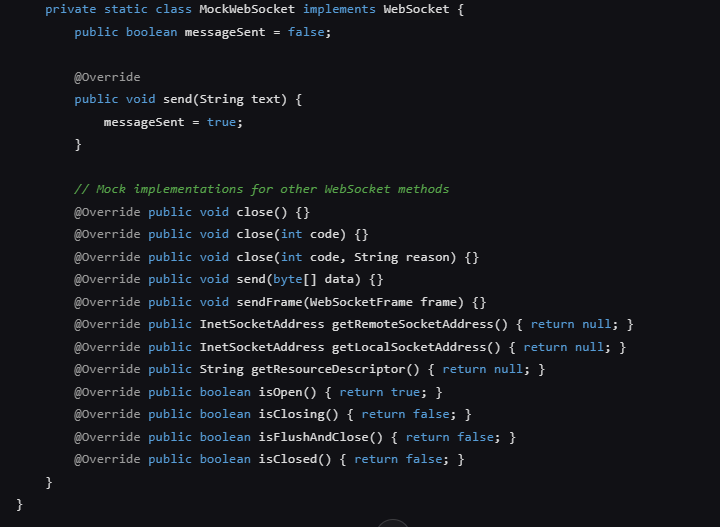 private static class MockWebSocket implements WebSocket {
        public boolean messageSent = false;

        @Override
        public void send(String text) {
            messageSent = true;
        }

        // Mock implementations for other WebSocket methods
        @Override public void close() {}
        @Override public void close(int code) {}
        @Override public void close(int code, String reason) {}
        @Override public void send(byte[] data) {}
        @Override public void sendFrame(WebSocketFrame frame) {}
        @Override public InetSocketAddress getRemoteSocketAddress() { return null; }
        @Override public InetSocketAddress getLocalSocketAddress() { return null; }
        @Override public String getResourceDescriptor() { return null; }
        @Override public boolean isOpen() { return true; }
        @Override public boolean isClosing() { return false; }
        @Override public boolean isFlushAndClose() { return false; }
        @Override public boolean isClosed() { return false; }
    }
}